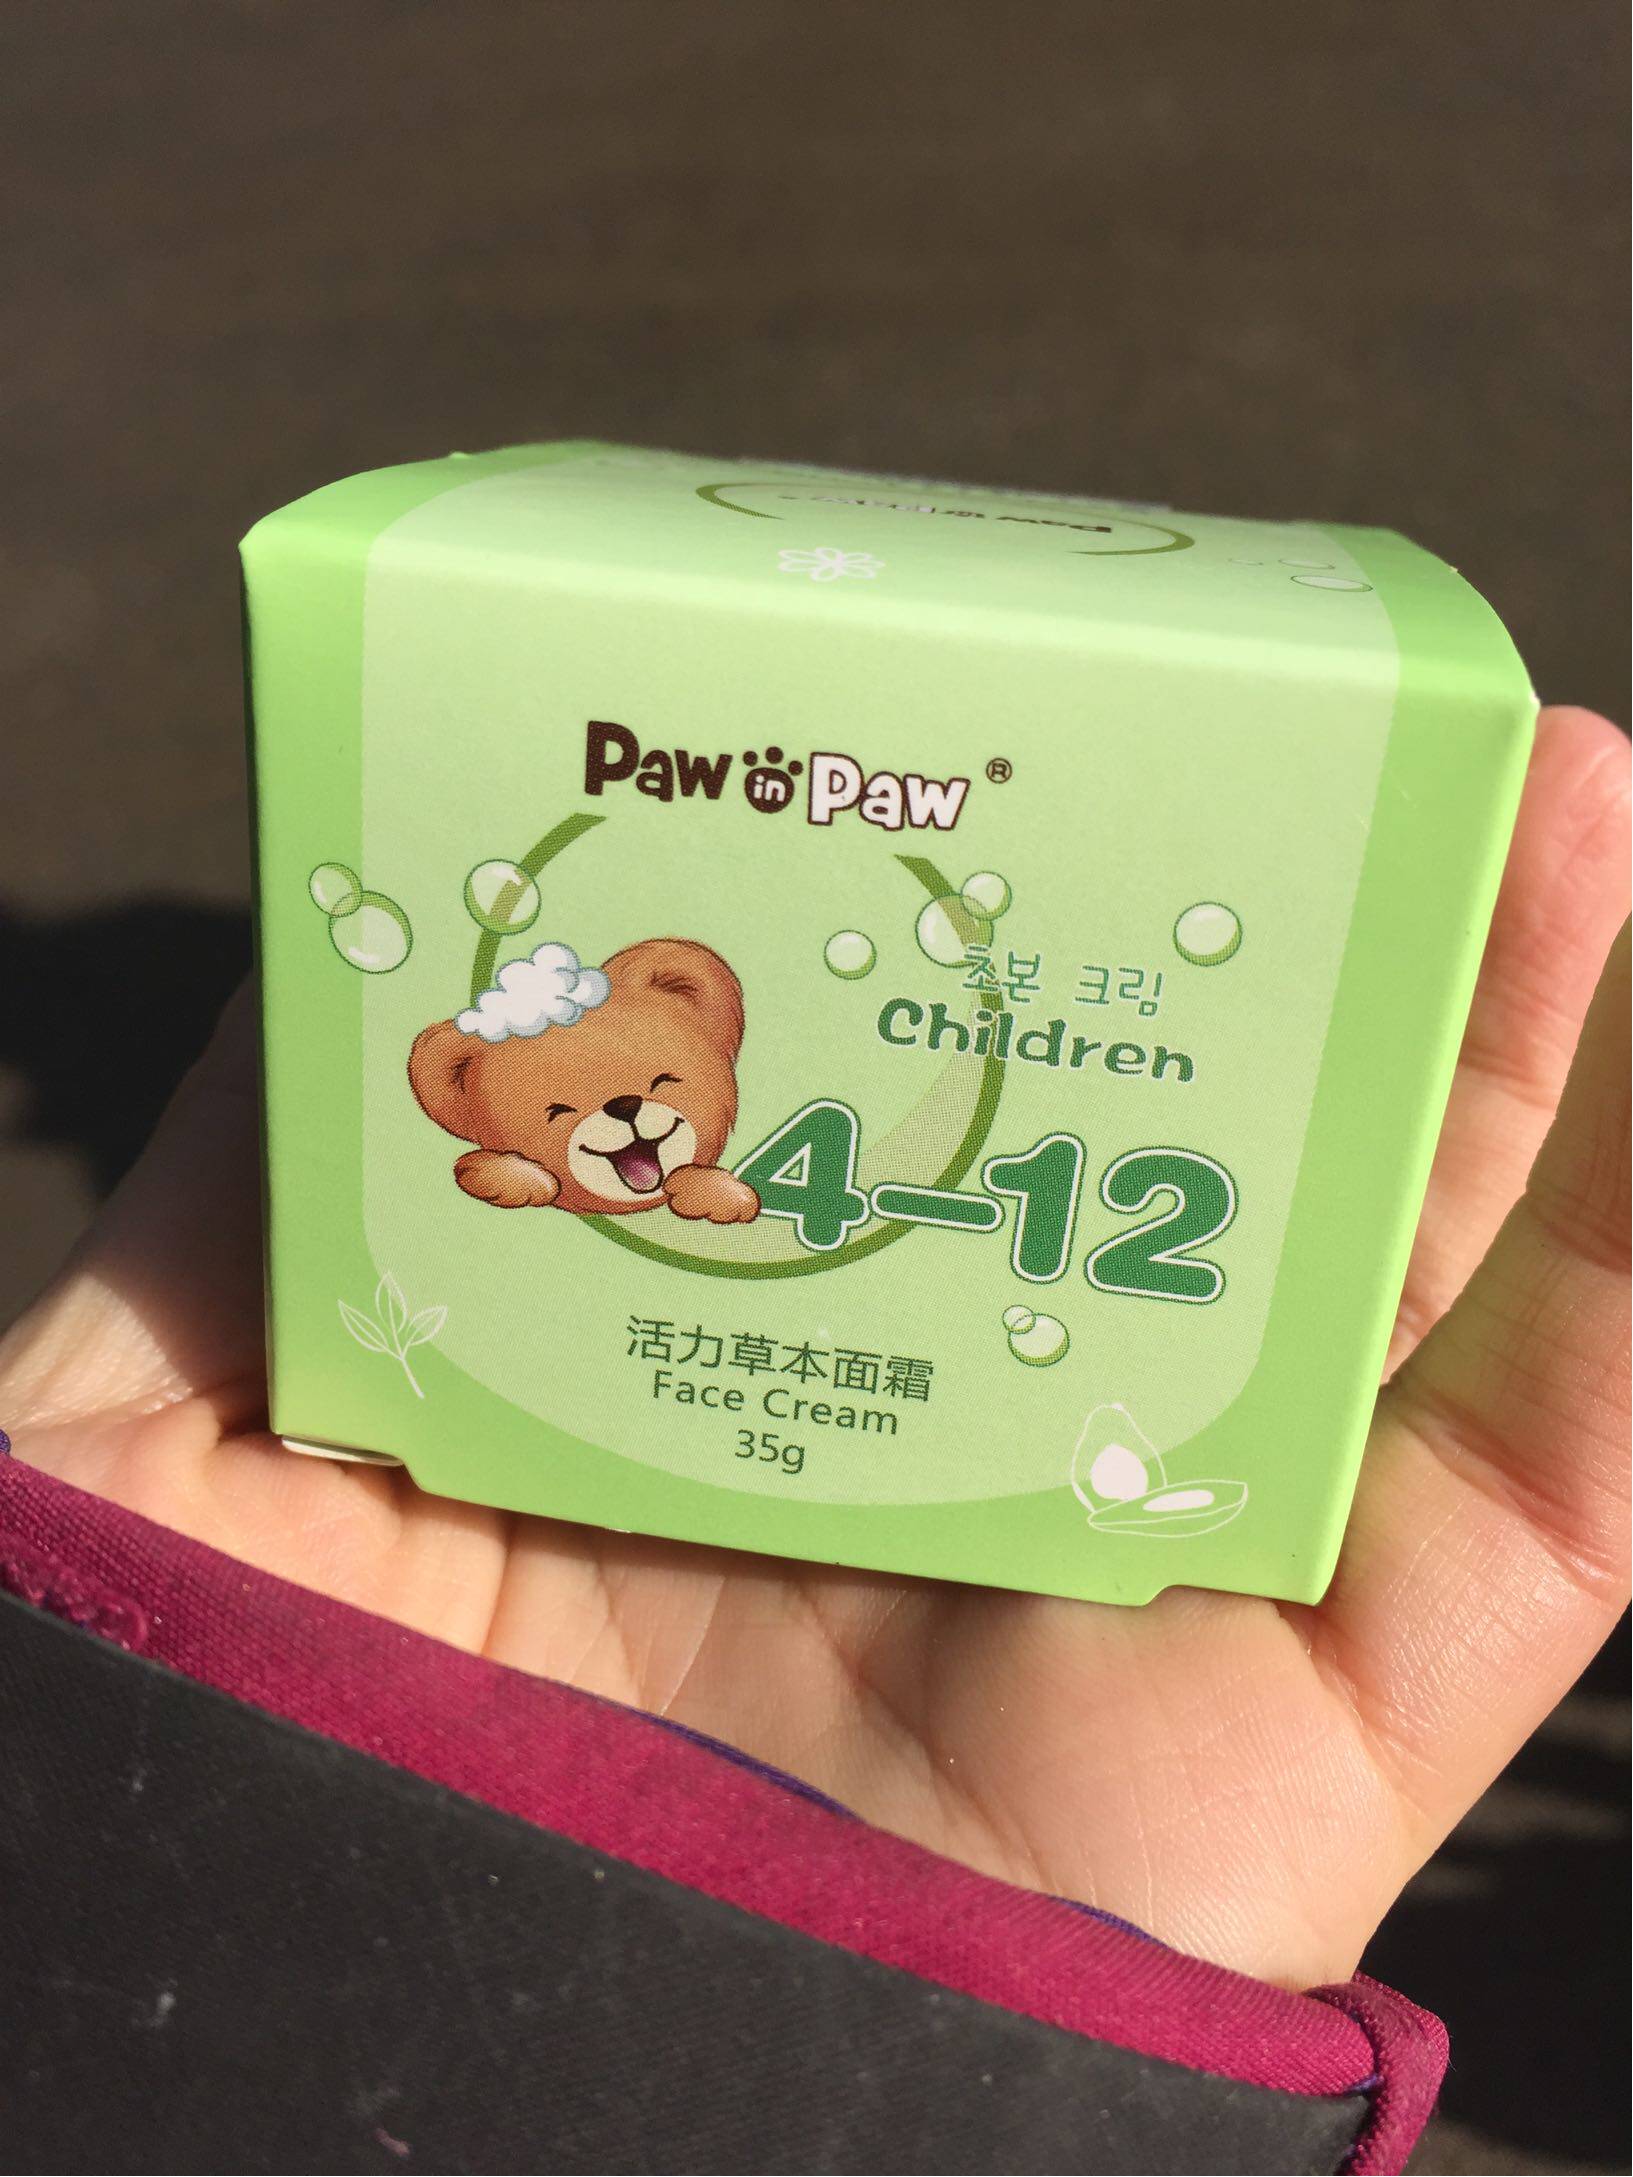 Paw in Paw ®
초본 크림
Children
4-12
活力草本面霜
Face Cream
35g